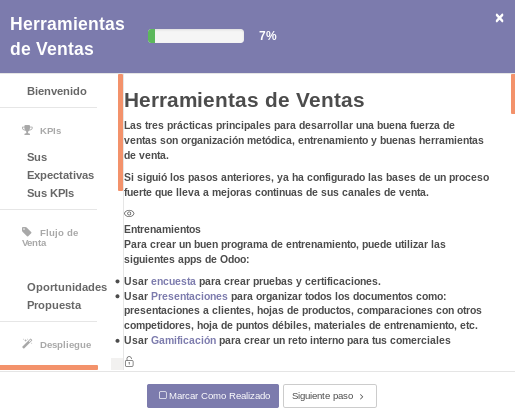 Herramientas
de Ventas
7%
×
Bienvenido
KPIs
Sus
Expectativas
Sus KPIs
Flujo de
Venta
Oportunidades
Propuesta
Despliegue
Herramientas de Ventas
Las tres prácticas principales para desarrollar una buena fuerza de
ventas son organización metódica, entrenamiento y buenas herramientas
de venta.
Si siguió los pasos anteriores, ya ha configurado las bases de un proceso
fuerte que lleva a mejoras continuas de sus canales de venta.
Entrenamientos
Para crear un buen programa de entrenamiento, puede utilizar las
siguientes apps de Odoo:
• Usar encuesta para crear pruebas y certificaciones.
• Usar Presentaciones para organizar todos los documentos como:
presentaciones a clientes, hojas de productos, comparaciones con otros
competidores, hoja de puntos débiles, materiales de entrenamiento, etc.
• Usar Gamificación para crear un reto interno para tus comerciales
Marcar Como Realizado
Siguiente paso